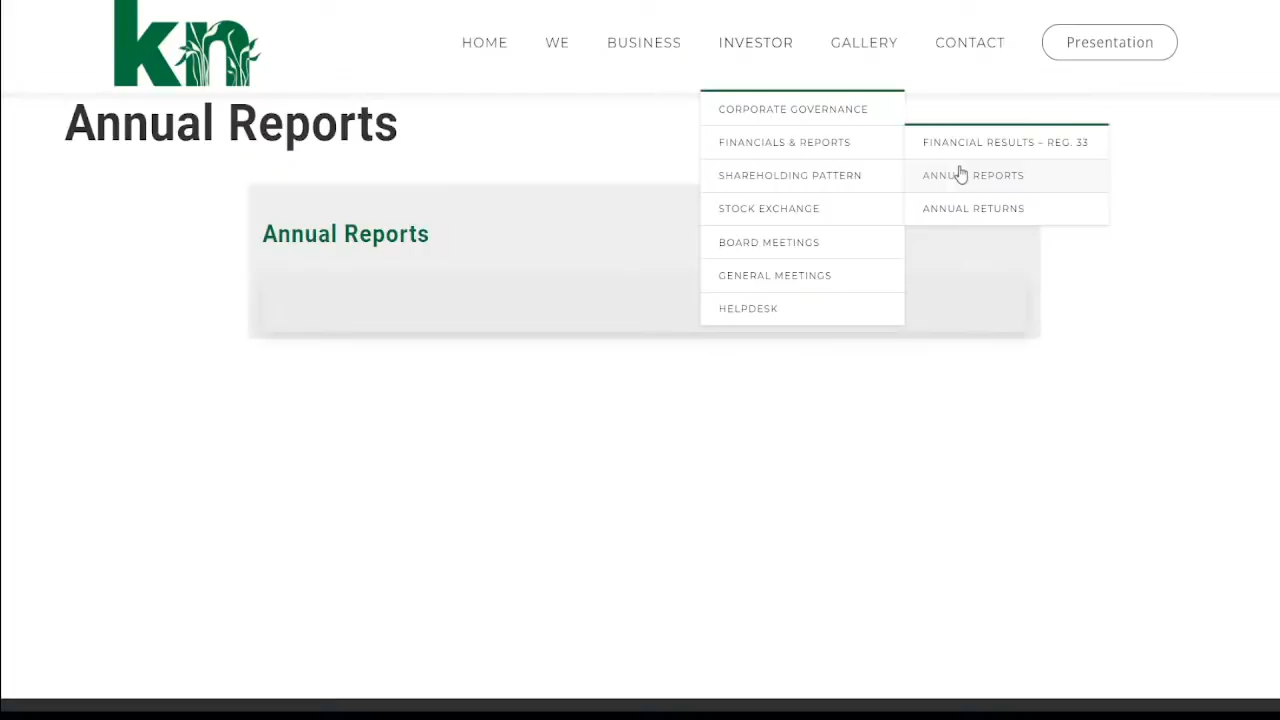 kn
HOME WE BUSINESS INVESTOR GALLERY CONTACT Presentation
Annual Reports
CORPORATE GOVERNANCE
FINANCIALS & REPORTS
SHAREHOLDING PATTERN
STOCK EXCHANGE
BOARD MEETINGS
GENERAL MEETINGS
HELPDESK
FINANCIAL RESULTS – REG. 33
ANNUAL REPORTS
ANNUAL RETURNS
Annual Reports